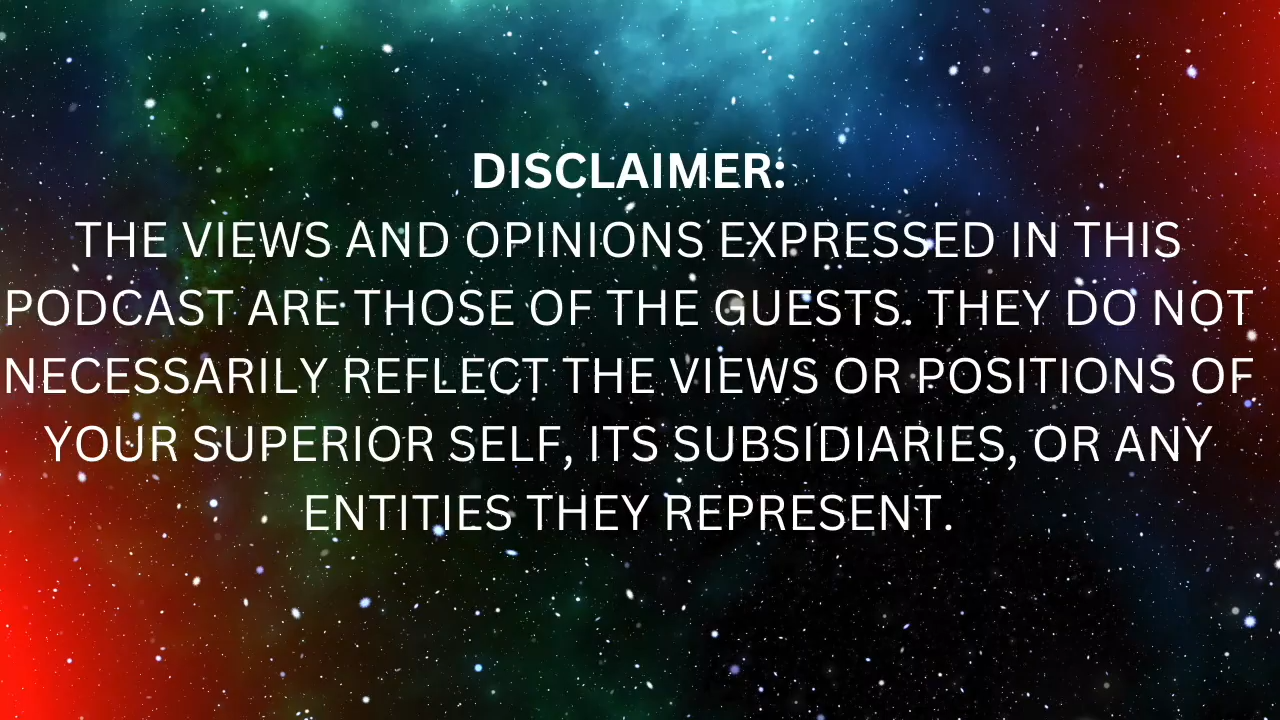 DISCLAIMER:
THE VIEWS AND OPINIONS EXPRESSED IN THIS
PODCAST ARE THOSE OF THE GUESTS. THEY DO NOT
NECESSARILY REFLECT THE VIEWS OR POSITIONS OF
YOUR SUPERIOR SELF, ITS SUBSIDIARIES, OR ANY
ENTITIES THEY REPRESENT.